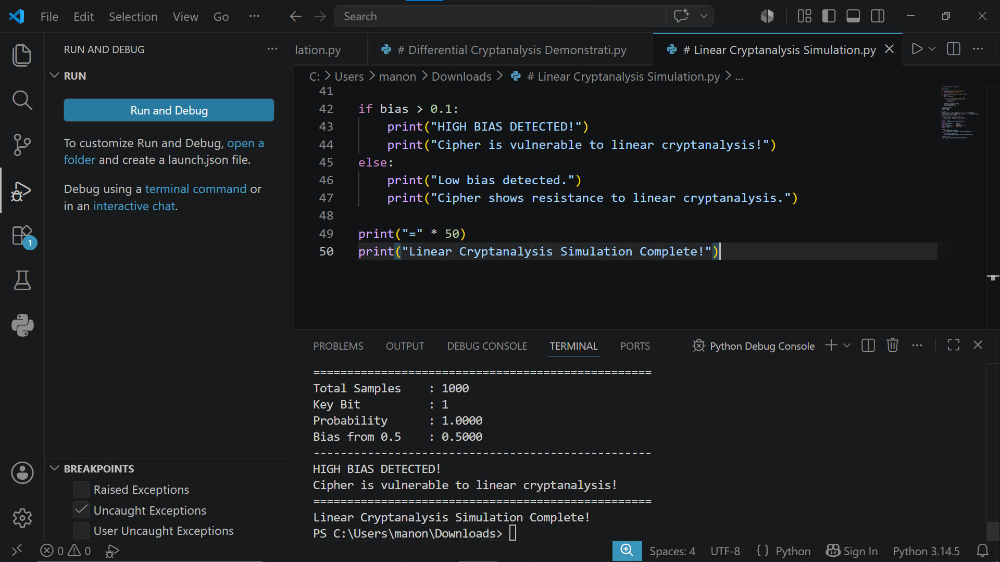 File Edit Selection View Go ··· Search
RUN AND DEBUG
RUN
Run and Debug
To customize Run and Debug, open a
folder and create a launch.json file.
Debug using a terminal command or
in an interactive chat.
1
BREAKPOINTS
Raised Exceptions
Uncaught Exceptions
User Uncaught Exceptions
lation.py # Differential Cryptanalysis Demonstrati.py # Linear Cryptanalysis Simulation.py
C: > Users > manon > Downloads > # Linear Cryptanalysis Simulation.py > ...
41
42 if bias > 0.1:
43 print("HIGH BIAS DETECTED!")
44 print("Cipher is vulnerable to linear cryptanalysis!")
45 else:
46 print("Low bias detected.")
47 print("Cipher shows resistance to linear cryptanalysis.")
48
49 print("=" * 50)
50 print("Linear Cryptanalysis Simulation Complete!")
PROBLEMS OUTPUT DEBUG CONSOLE TERMINAL PORTS Python Debug Console
==================================================
Total Samples : 1000
Key Bit : 1
Probability : 1.0000
Bias from 0.5 : 0.5000
--------------------------------------------------
HIGH BIAS DETECTED!
Cipher is vulnerable to linear cryptanalysis!
==================================================
Linear Cryptanalysis Simulation Complete!
PS C:\Users\manon\Downloads>
0 0 Spaces: 4 UTF-8 {} Python Sign In Python 3.14.5